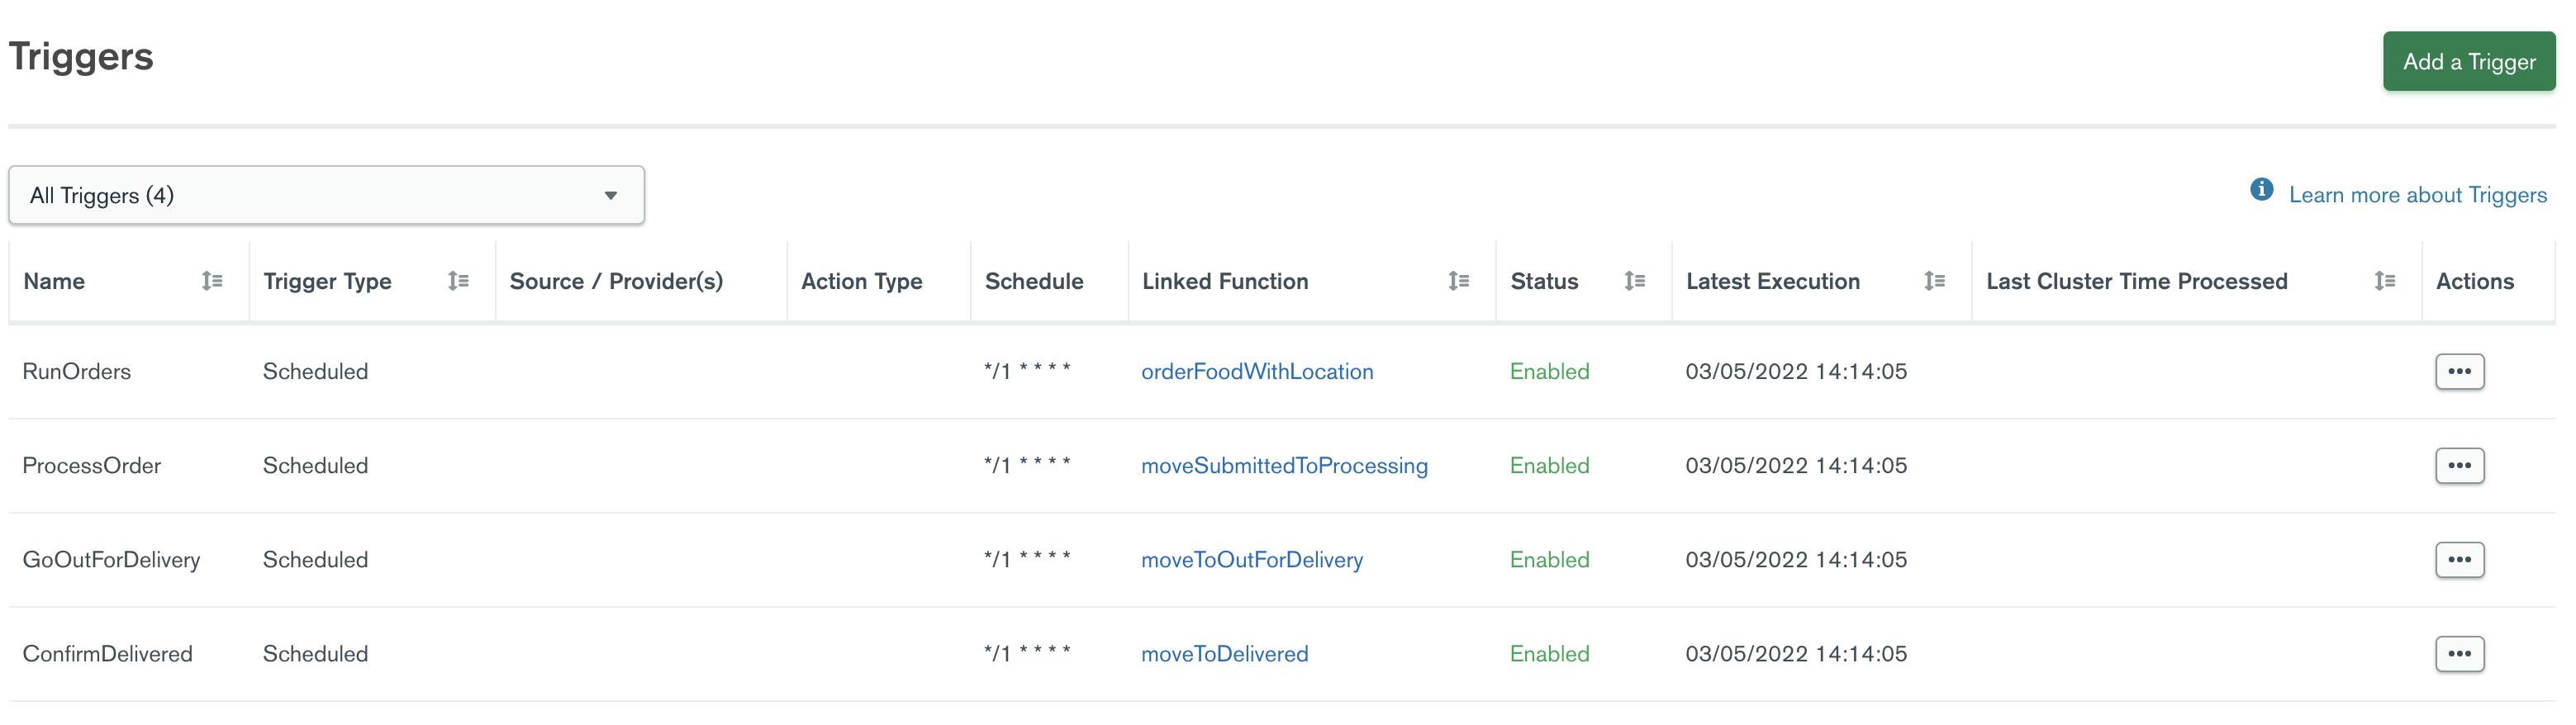 Triggers
Add a Trigger
All Triggers (4)
Learn more about Triggers
Name Trigger Type Source / Provider(s) Action Type Schedule Linked Function Status Latest Execution Last Cluster Time Processed Actions
RunOrders Scheduled */1 * * * * orderFoodWithLocation Enabled 03/05/2022 14:14:05
ProcessOrder Scheduled */1 * * * * moveSubmittedToProcessing Enabled 03/05/2022 14:14:05
GoOutForDelivery Scheduled */1 * * * * moveToOutForDelivery Enabled 03/05/2022 14:14:05
ConfirmDelivered Scheduled */1 * * * * moveToDelivered Enabled 03/05/2022 14:14:05